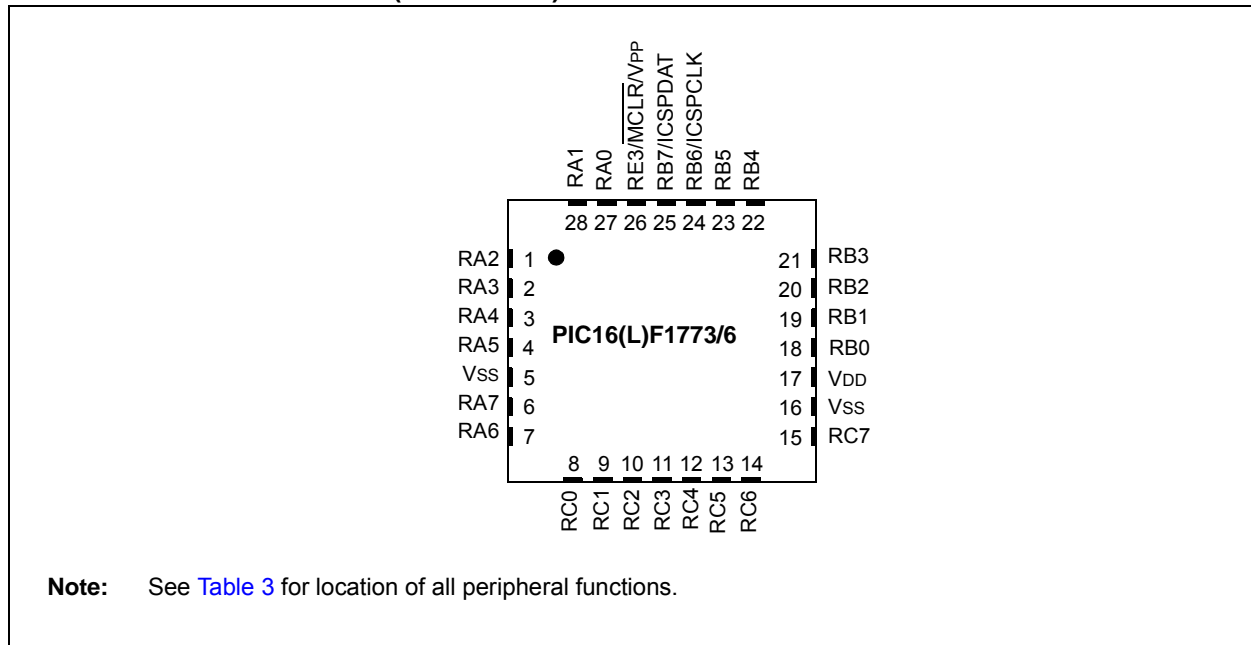 RA1
RA0
RE3/MCLR/VPP
RB7/ICSPDAT
RB6/ICSPCLK
RB5
RB4
28 27 26 25 24 23 22
RA2 1
RA3 2
RA4 3
RA5 4
VSS 5
RA7 6
RA6 7
PIC16(L)F1773/6
21 RB3
20 RB2
19 RB1
18 RB0
17 VDD
16 VSS
15 RC7
8 9 10 11 12 13 14
RC0
RC1
RC2
RC3
RC4
RC5
RC6
Note: See Table 3 for location of all peripheral functions.